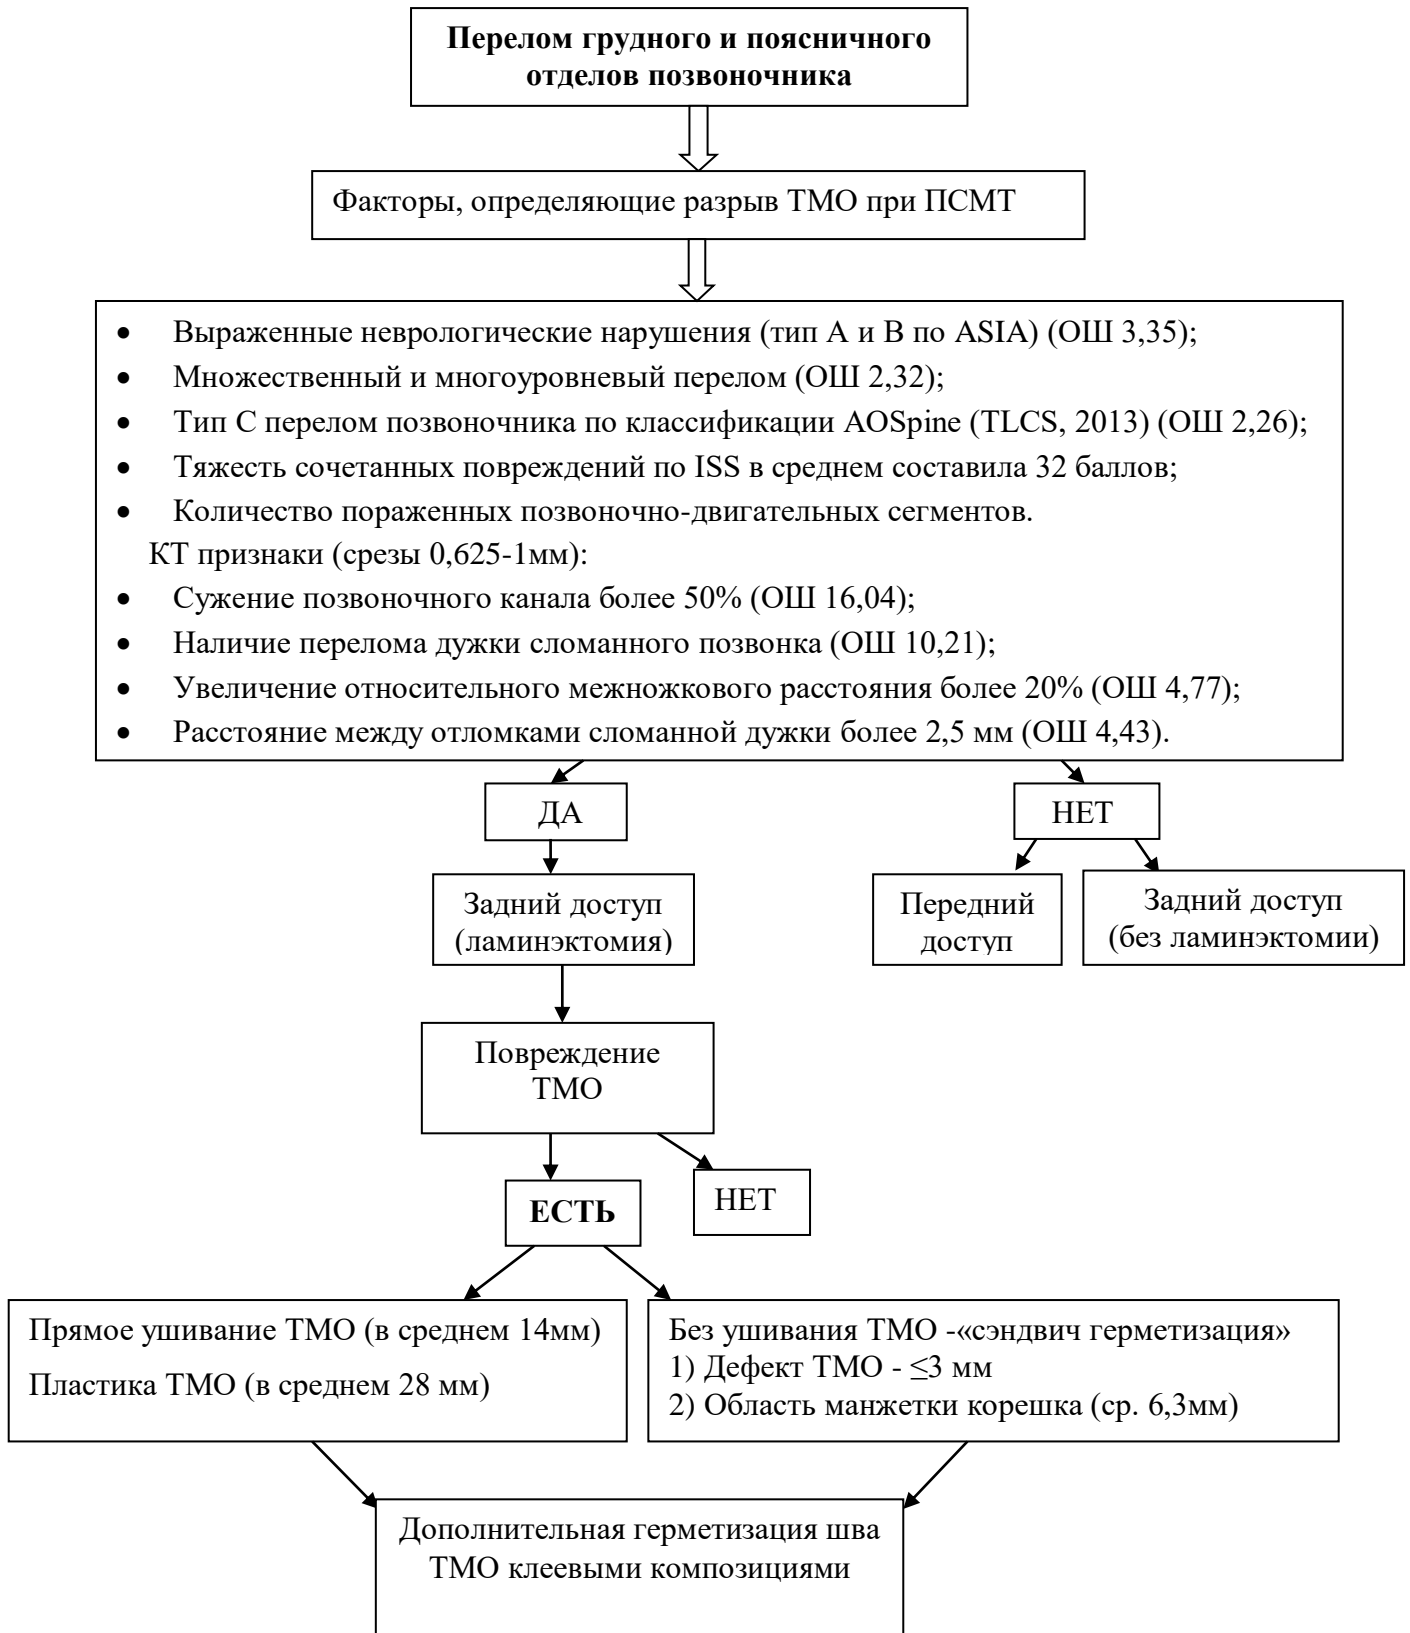 Перелом грудного и поясничного
отделов позвоночника
Факторы, определяющие разрыв ТМО при ПСМТ
• Выраженные неврологические нарушения (тип А и В по ASIA) (ОШ 3,35);
• Множественный и многоуровневый перелом (ОШ 2,32);
• Тип С перелом позвоночника по классификации AOSpine (TLCS, 2013) (ОШ 2,26);
• Тяжесть сочетанных повреждений по ISS в среднем составила 32 баллов;
• Количество пораженных позвоночно-двигательных сегментов.
КТ признаки (срезы 0,625-1мм):
• Сужение позвоночного канала более 50% (ОШ 16,04);
• Наличие перелома дужки сломанного позвонка (ОШ 10,21);
• Увеличение относительного межножкового расстояния более 20% (ОШ 4,77);
• Расстояние между отломками сломанной дужки более 2,5 мм (ОШ 4,43).
ДА
НЕТ
Задний доступ
(ламинэктомия)
Передний
доступ
Задний доступ
(без ламинэктомии)
Повреждение
ТМО
ЕСТЬ
НЕТ
Прямое ушивание ТМО (в среднем 14мм)
Пластика ТМО (в среднем 28 мм)
Без ушивания ТМО -«сэндвич герметизация»
1) Дефект ТМО - ≤3 мм
2) Область манжетки корешка (ср. 6,3мм)
Дополнительная герметизация шва
ТМО клеевыми композициями